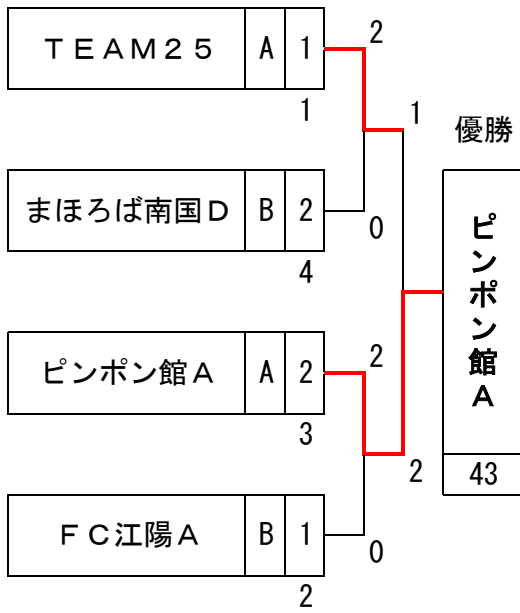 ＴＥＡＭ２５ A 1 2
1 1
優勝
まほろば南国Ｄ B 2 0
4
ピンポン館Ａ
ピンポン館Ａ A 2 2
3
2 43
ＦＣ江陽Ａ B 1 0
2